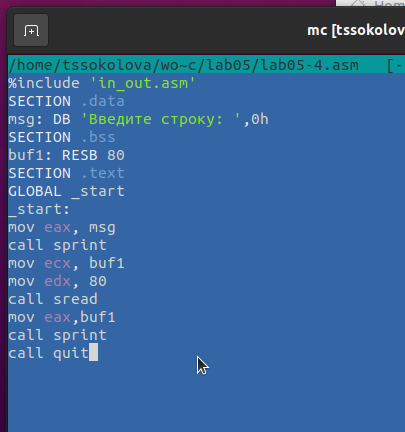 mc [tssokolov
/home/tssokolova/wo~c/lab05/lab05-4.asm   [-
%include 'in_out.asm'
SECTION .data
msg: DB 'Введите строку: ',0h
SECTION .bss
buf1: RESB 80
SECTION .text
GLOBAL _start
_start:
mov eax, msg
call sprint
mov ecx, buf1
mov edx, 80
call sread
mov eax,buf1
call sprint
call quit